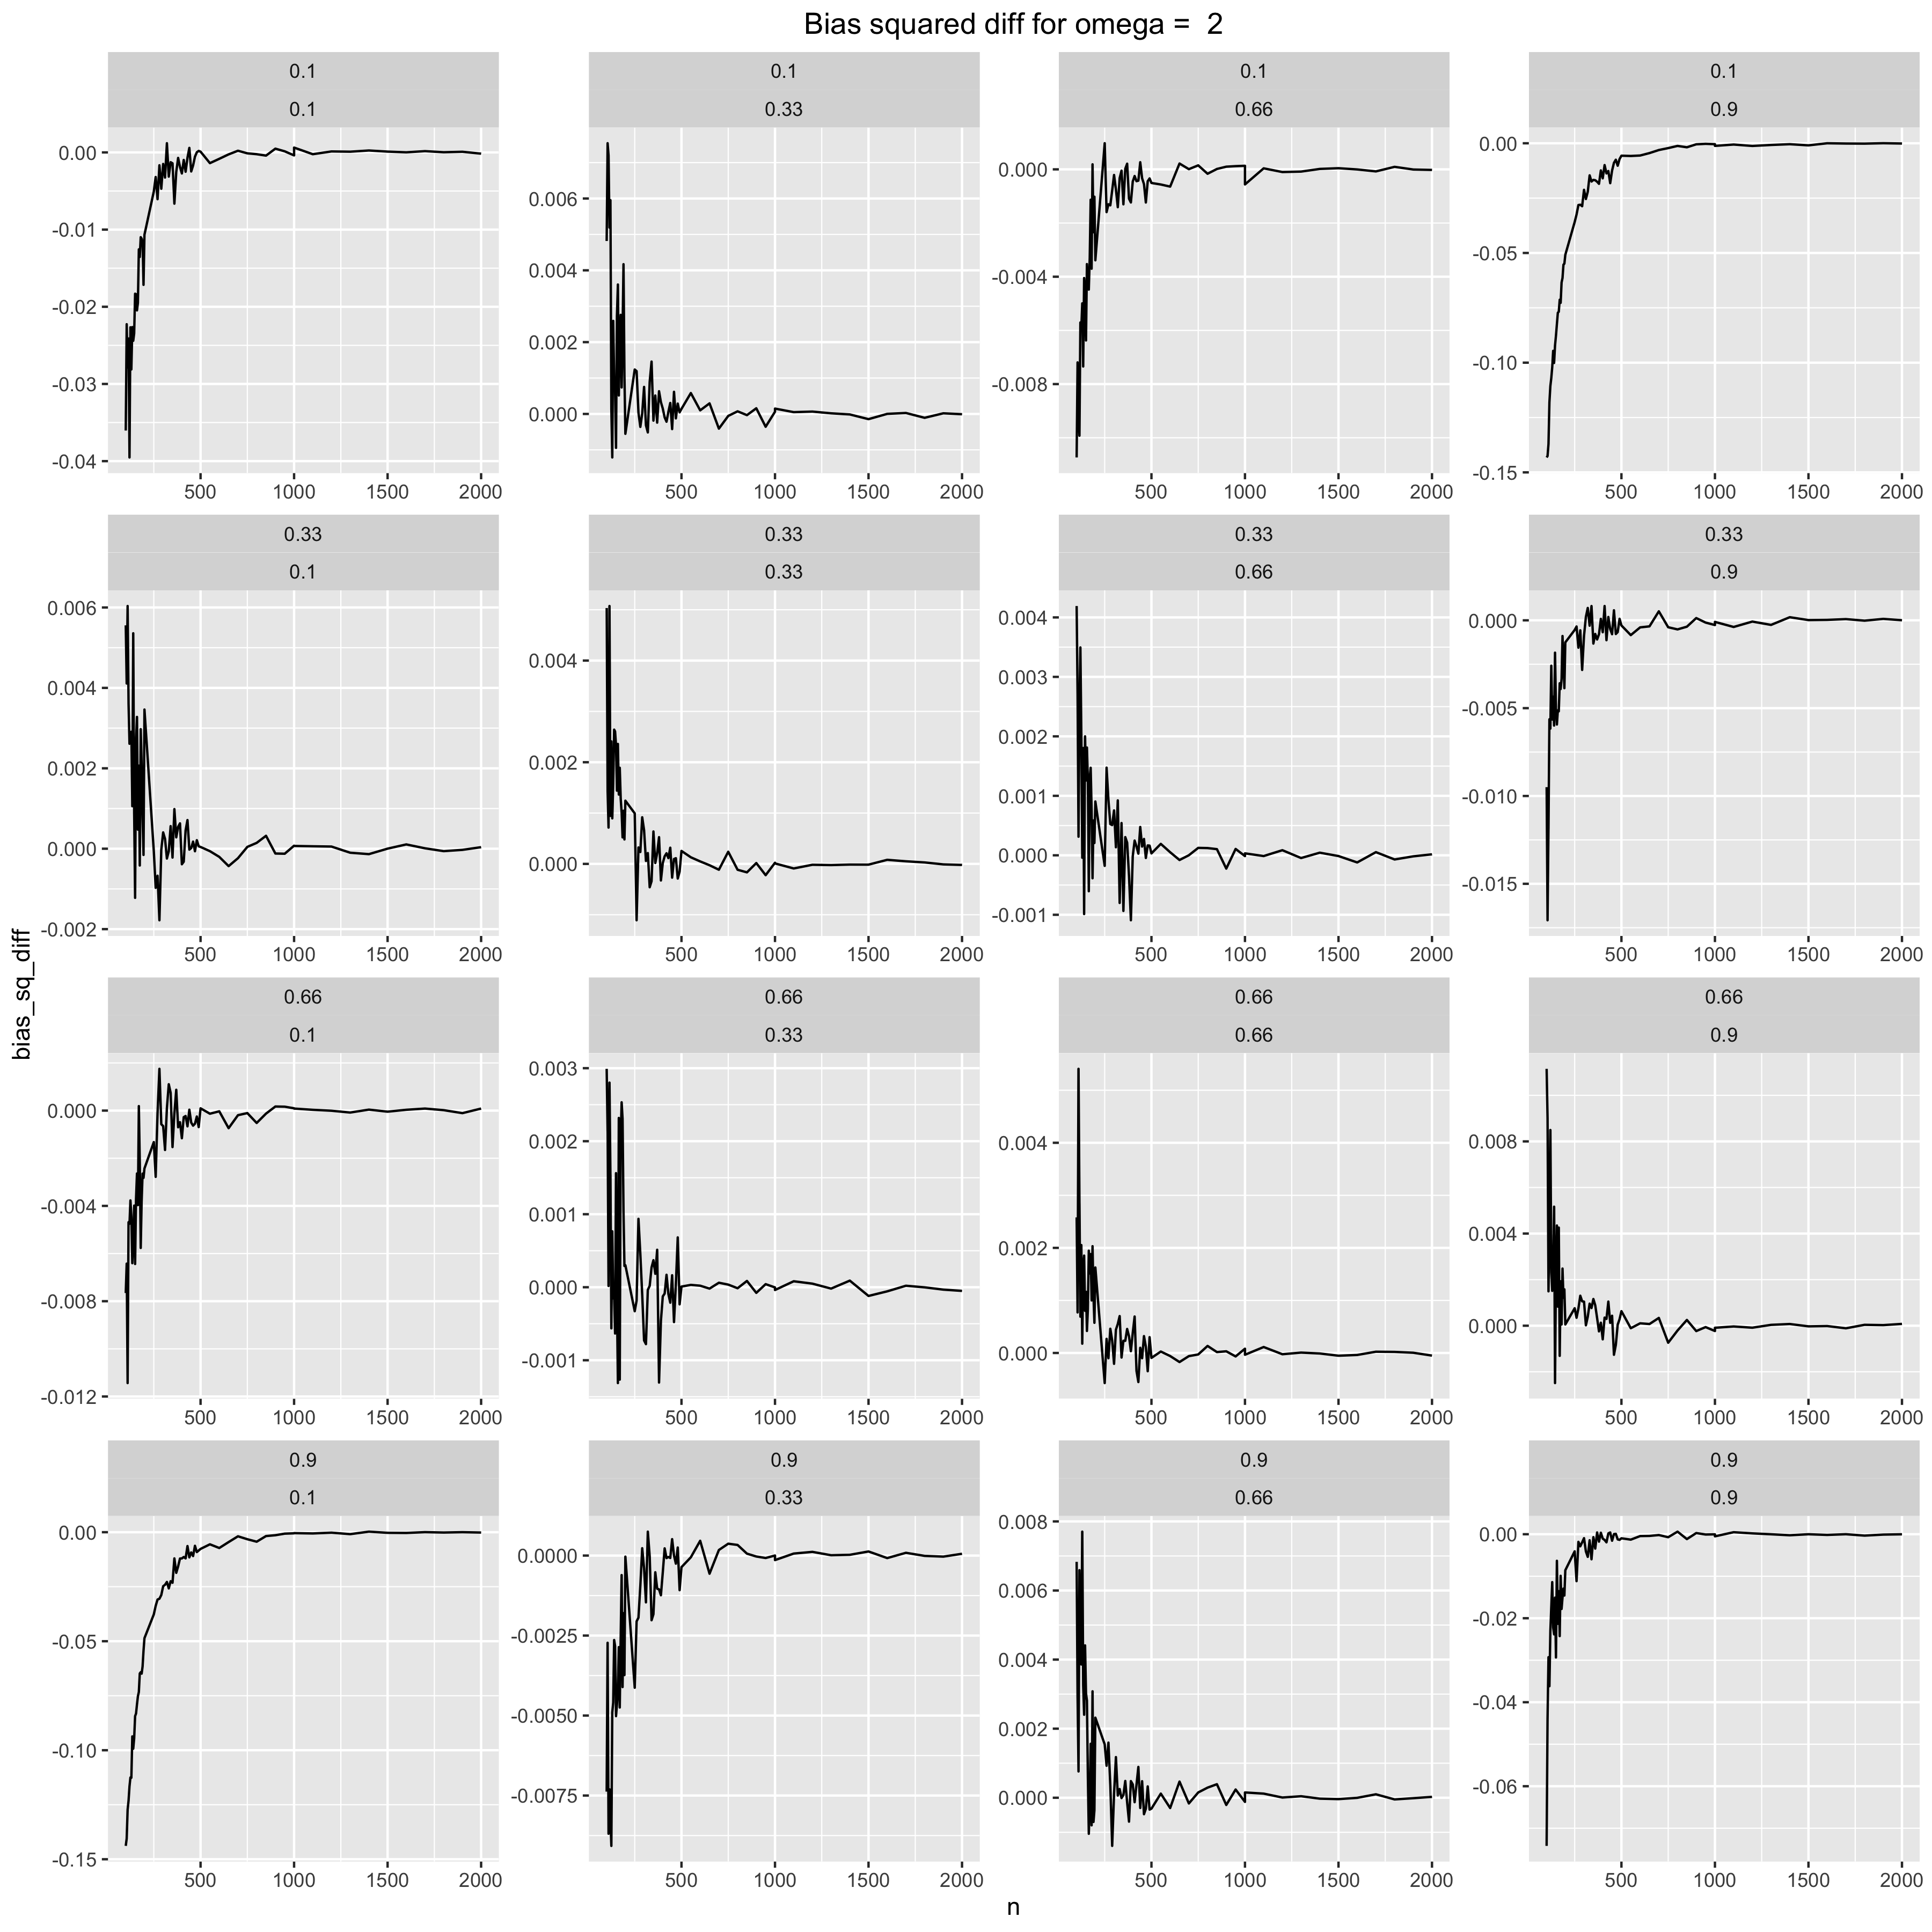 Bias squared diff for omega =  2
0.1 0.1 0.1 0.1
0.1 0.33 0.66 0.9
0.00 0.006 0.000 0.00
-0.01 0.004 -0.004 -0.05
-0.02 0.002 -0.008 -0.10
-0.03 0.000 -0.15
-0.04
500 1000 1500 2000 500 1000 1500 2000 500 1000 1500 2000 500 1000 1500 2000
0.33 0.33 0.33 0.33
0.1 0.33 0.66 0.9
0.006 0.004 0.004 0.000
0.004 0.002 0.003 -0.005
0.002 0.000 0.002 -0.010
0.000 0.001 -0.015
-0.002 0.000
-0.001
500 1000 1500 2000 500 1000 1500 2000 500 1000 1500 2000 500 1000 1500 2000
bias_sq_diff
0.66 0.66 0.66 0.66
0.1 0.33 0.66 0.9
0.000 0.003 0.004 0.008
-0.004 0.002 0.002 0.004
-0.008 0.001 0.000 0.000
-0.012 0.000
-0.001
500 1000 1500 2000 500 1000 1500 2000 500 1000 1500 2000 500 1000 1500 2000
0.9 0.9 0.9 0.9
0.1 0.33 0.66 0.9
0.00 0.0000 0.008 0.00
-0.05 -0.0025 0.006 -0.02
-0.10 -0.0050 0.004 -0.04
-0.15 -0.0075 0.002 -0.06
0.000
500 1000 1500 2000 500 1000 1500 2000 500 1000 1500 2000 500 1000 1500 2000
n